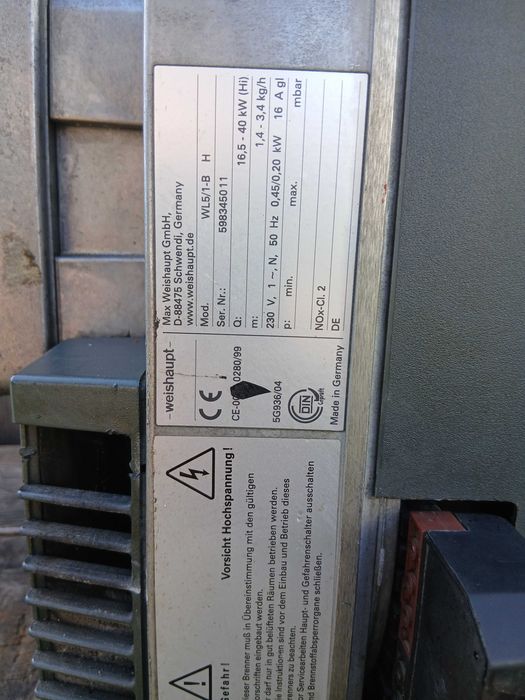 -weishaupt-
Max Weishaupt GmbH,
D-88475 Schwendi, Germany
www.weishaupt.de
Mod. WL5/1-B H
Ser. Nr.: 598345011
Q: 16,5 - 40 kW (Hi)
m: 1,4 - 3,4 kg/h
230 V, 1 ~, N, 50 Hz 0,45/0,20 kW 16 A gl
p: min. max. mbar
NOx-Cl. 2
DE
CE
0280/99
5G936/04
DIN
Geprüft
Made in Germany
Gefahr!
Vorsicht Hochspannung!
Dieser Brenner muß in Übereinstimmung mit den gültigen
Vorschriften eingebaut werden.
darf nur in gut belüfteten Räumen betrieben werden.
Instruktionen sind vor dem Einbau und Betrieb dieses
Brenners zu beachten.
Servicearbeiten Haupt- und Gefahrenschalter ausschalten
und Brennstoffabsperrorgane schließen.